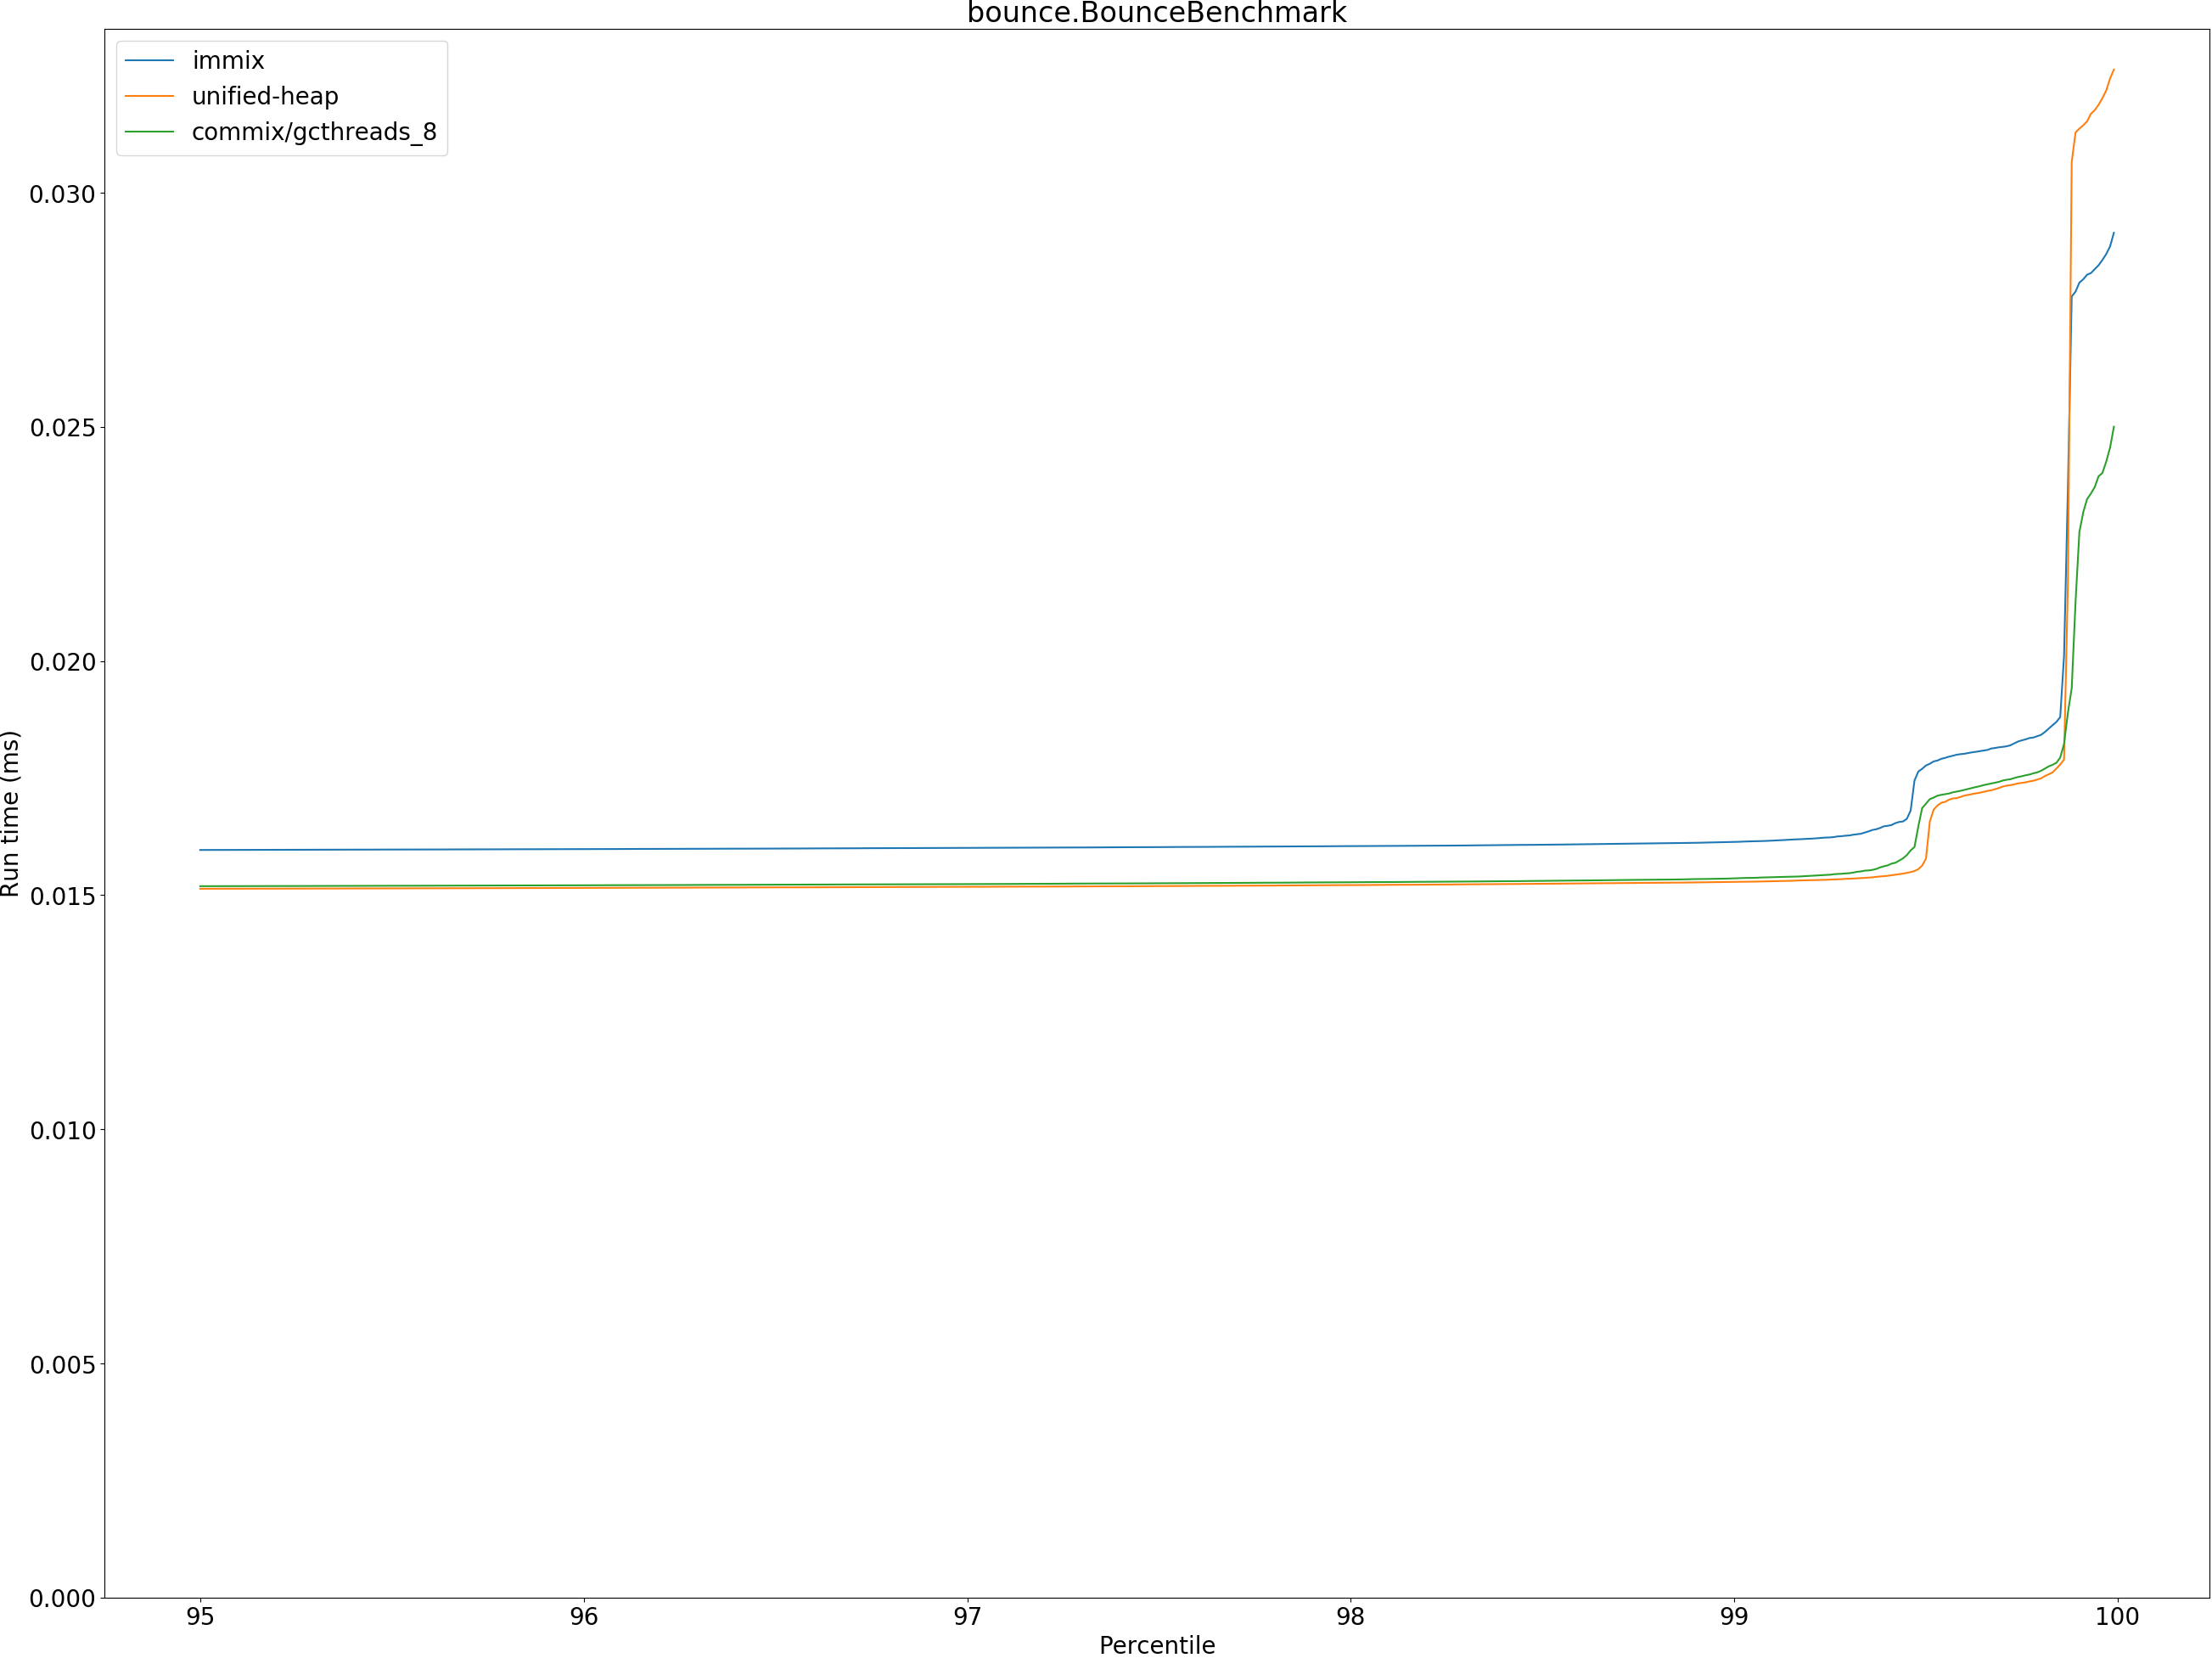 bounce.BounceBenchmark
immix
unified-heap
commix/gcthreads_8
0.030
0.025
0.020
0.015
0.010
0.005
0.000
Run time (ms)
95 96 97 98 99 100
Percentile